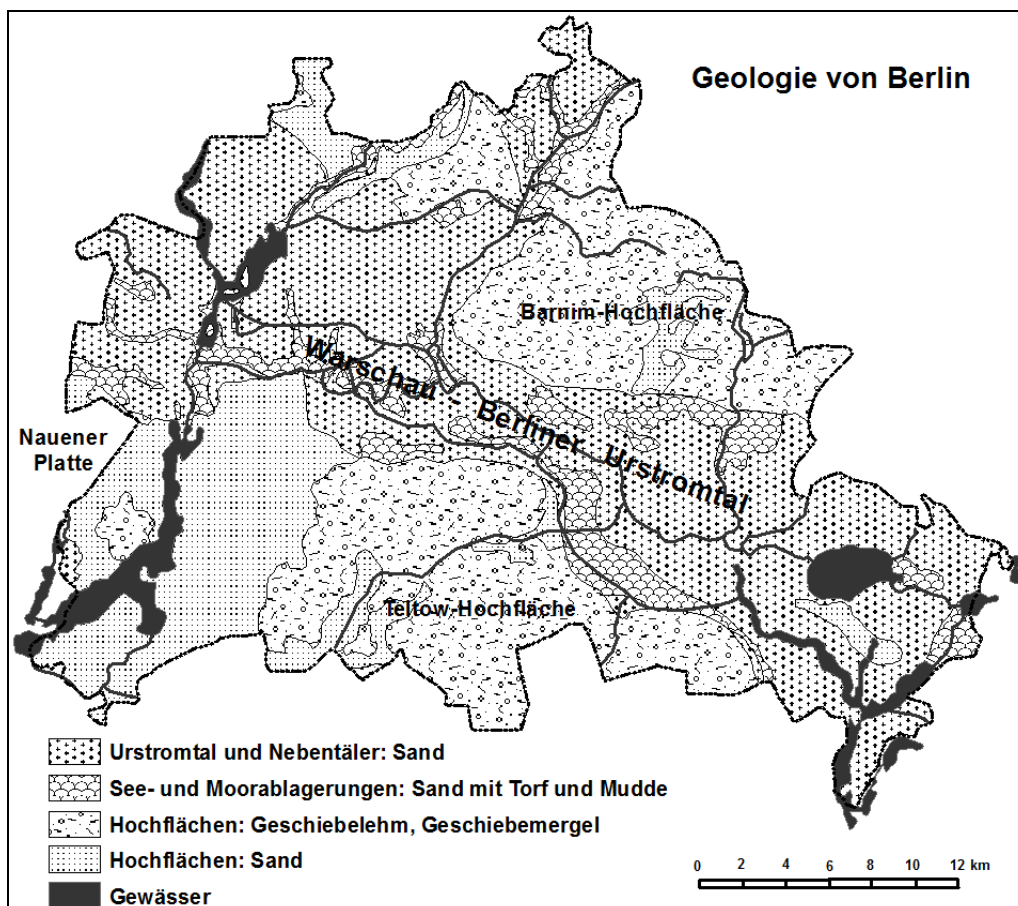 Geologie von Berlin
Barnim-Hochfläche
Warschau - Berliner Urstromtal
Nauener
Platte
Teltow-Hochfläche
Urstromtal und Nebentäler: Sand
See- und Moorablagerungen: Sand mit Torf und Mudde
Hochflächen: Geschiebelehm, Geschiebemergel
Hochflächen: Sand
Gewässer
0 2 4 6 8 10 12 km